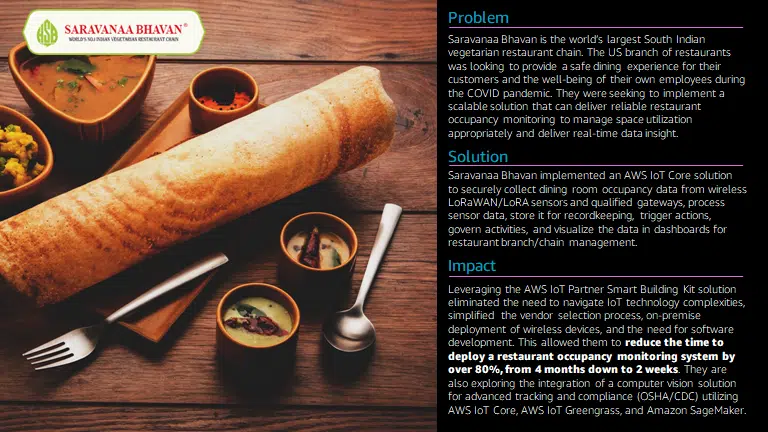 SARAVANAA BHAVAN®
WORLD'S NO.1 INDIAN VEGETARIAN RESTAURANT CHAIN
Problem
Saravanaa Bhavan is the world's largest South Indian
vegetarian restaurant chain. The US branch of restaurants
was looking to provide a safe dining experience for their
customers and the well-being of their own employees during
the COVID pandemic. They were seeking to implement a
scalable solution that can deliver reliable restaurant
occupancy monitoring to manage space utilization
appropriately and deliver real-time data insight.
Solution
Saravanaa Bhavan implemented an AWS IoT Core solution
to securely collect dining room occupancy data from wireless
LoRaWAN/LoRA sensors and qualified gateways, process
sensor data, store it for recordkeeping, trigger actions,
govern activities, and visualize the data in dashboards for
restaurant branch/chain management.
Impact
Leveraging the AWS IoT Partner Smart Building Kit solution
eliminated the need to navigate IoT technology complexities,
simplified the vendor selection process, on-premise
deployment of wireless devices, and the need for software
development. This allowed them to reduce the time to
deploy a restaurant occupancy monitoring system by
over 80%, from 4 months down to 2 weeks. They are
also exploring the integration of a computer vision solution
for advanced tracking and compliance (OSHA/CDC) utilizing
AWS IoT Core, AWS IoT Greengrass, and Amazon SageMaker.